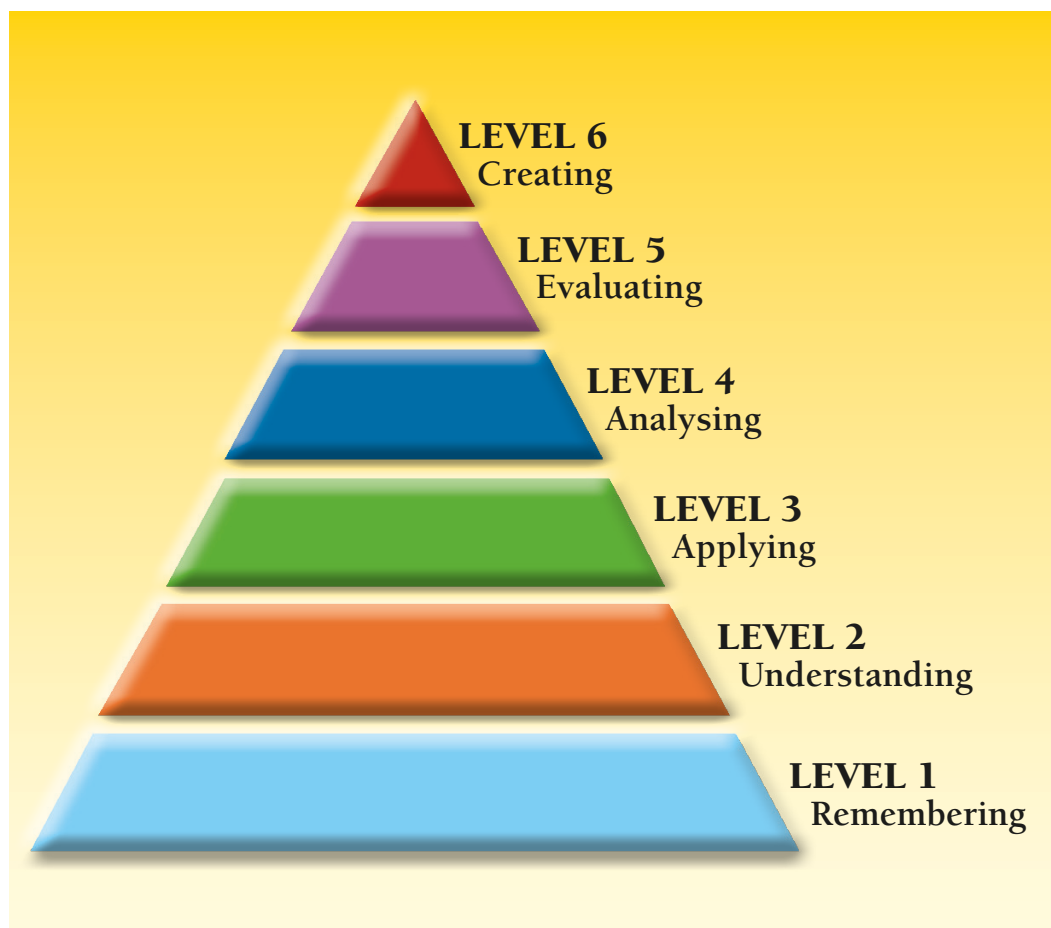 LEVEL 6
Creating
LEVEL 5
Evaluating
LEVEL 4
Analysing
LEVEL 3
Applying
LEVEL 2
Understanding
LEVEL 1
Remembering